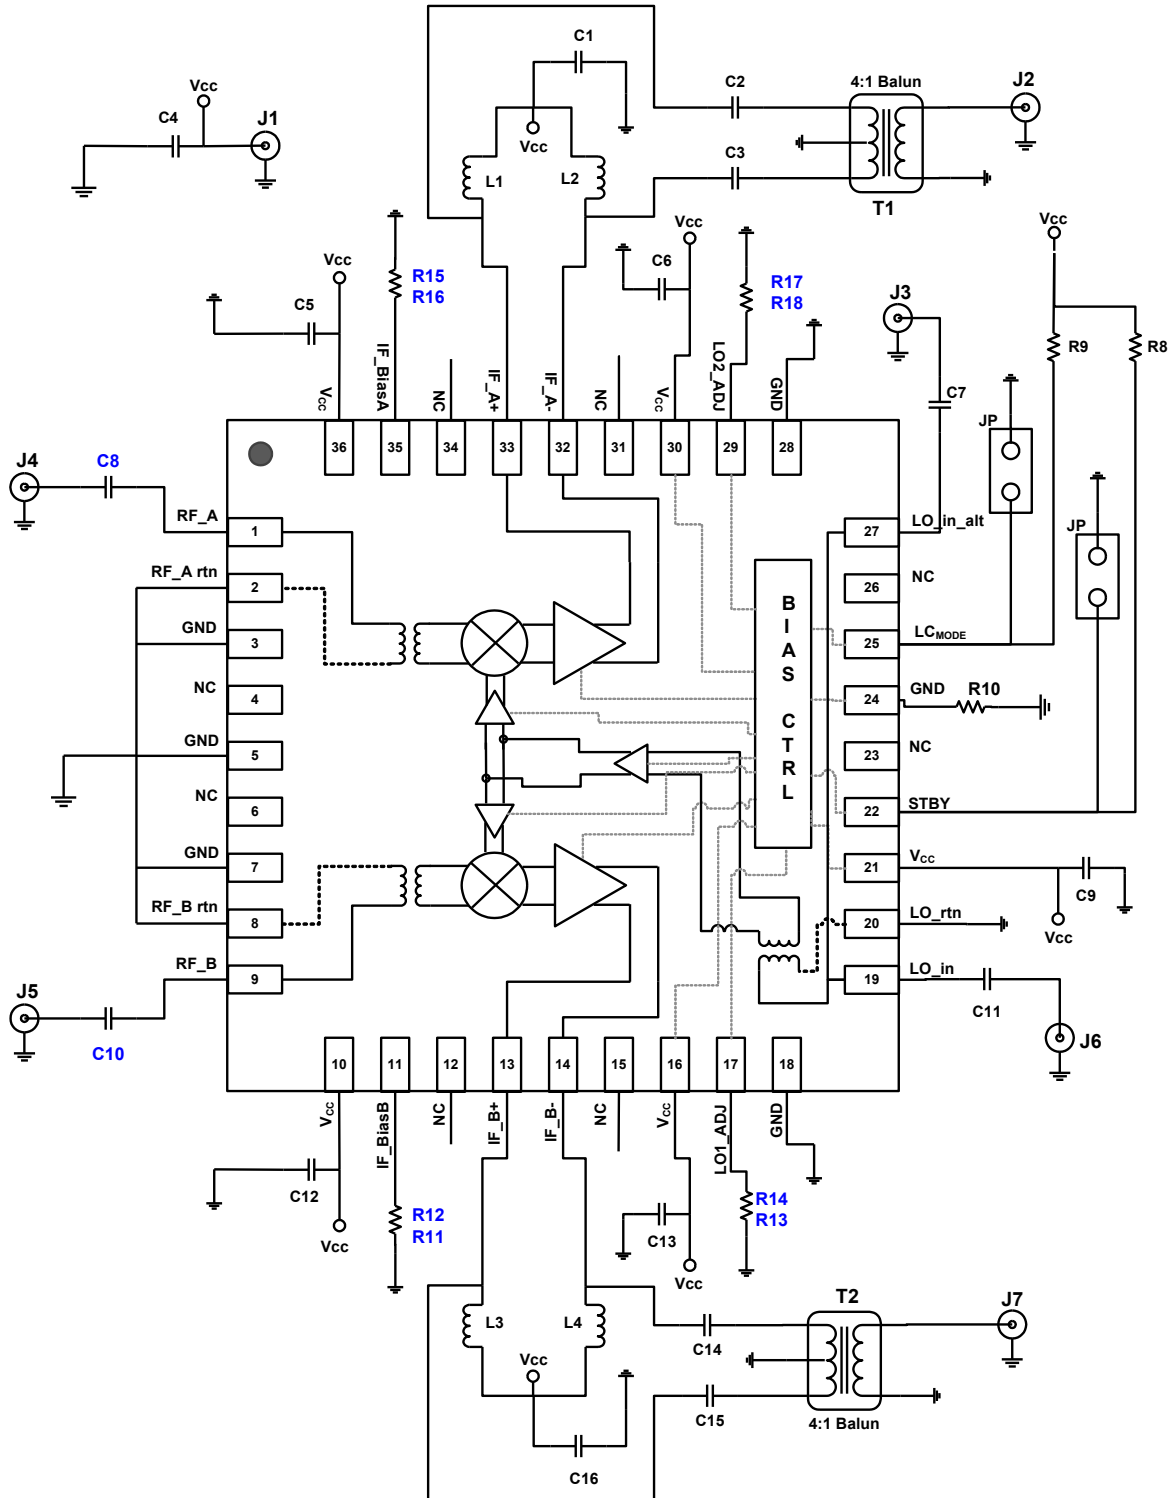 C1
Vcc
C4
J1
C2
4:1 Balun
J2
Vcc
L1
L2
C3
T1
Vcc
R15
R16
Vcc
C6
R17
R18
Vcc
C5
J3
R9
R8
C7
JP
JP
VCC
IF_BiasA
NC
IF_A+
IF_A-
NC
VCC
LO2_ADJ
GND
36
35
34
33
32
31
30
29
28
J4
C8
RF_A
1
RF_A rtn
2
GND
3
NC
4
GND
5
NC
6
GND
7
RF_B rtn
8
RF_B
9
J5
C10
BIAS CTRL
27
LO_in_alt
26
NC
25
LCMODE
24
GND
R10
23
NC
22
STBY
21
VCC
C9
Vcc
20
LO_rtn
19
LO_in
C11
J6
10
11
12
13
14
15
16
17
18
VCC
IF_BiasB
NC
IF_B+
IF_B-
NC
VCC
LO1_ADJ
GND
C12
Vcc
R12
R11
C13
Vcc
R14
R13
L3
L4
Vcc
C14
T2
J7
C15
4:1 Balun
C16